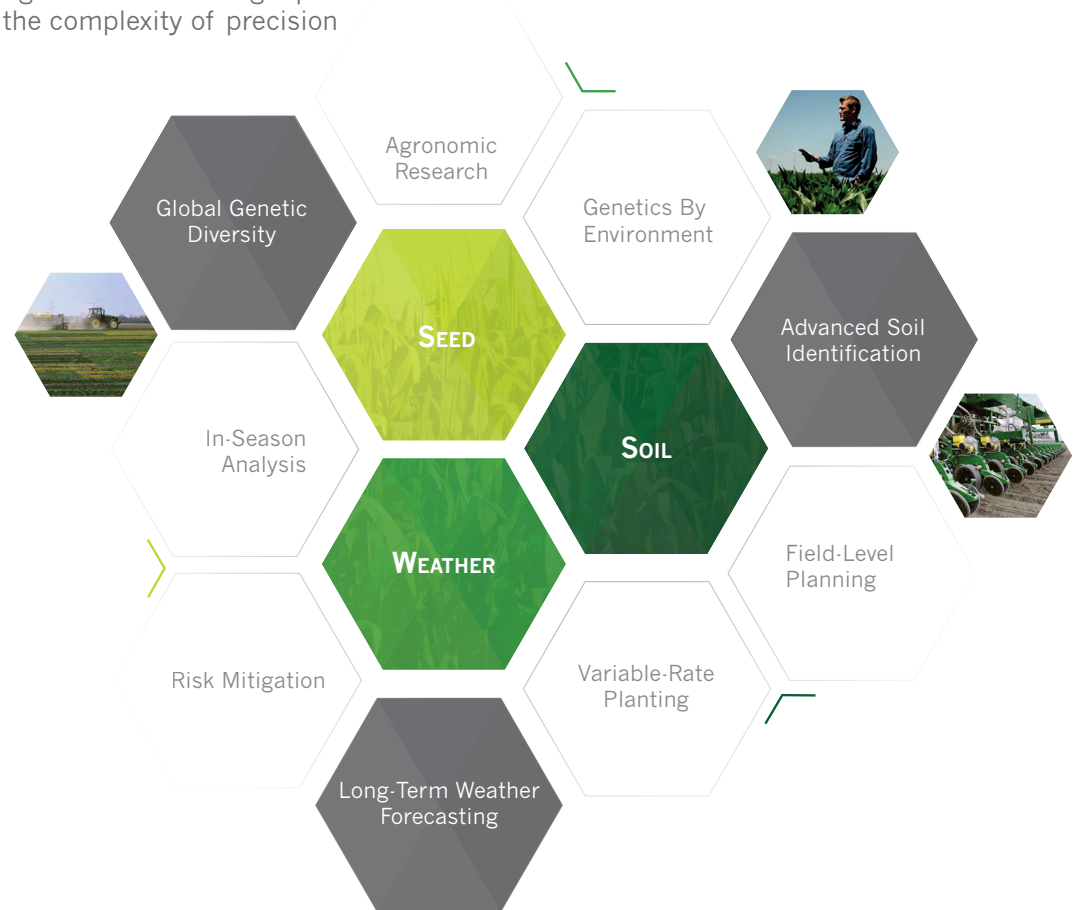 the complexity of precision
Agronomic
Research
Global Genetic
Diversity
Genetics By
Environment
SEED
Advanced Soil
Identification
SOIL
In-Season
Analysis
WEATHER
Field-Level
Planning
Risk Mitigation
Variable-Rate
Planting
Long-Term Weather
Forecasting